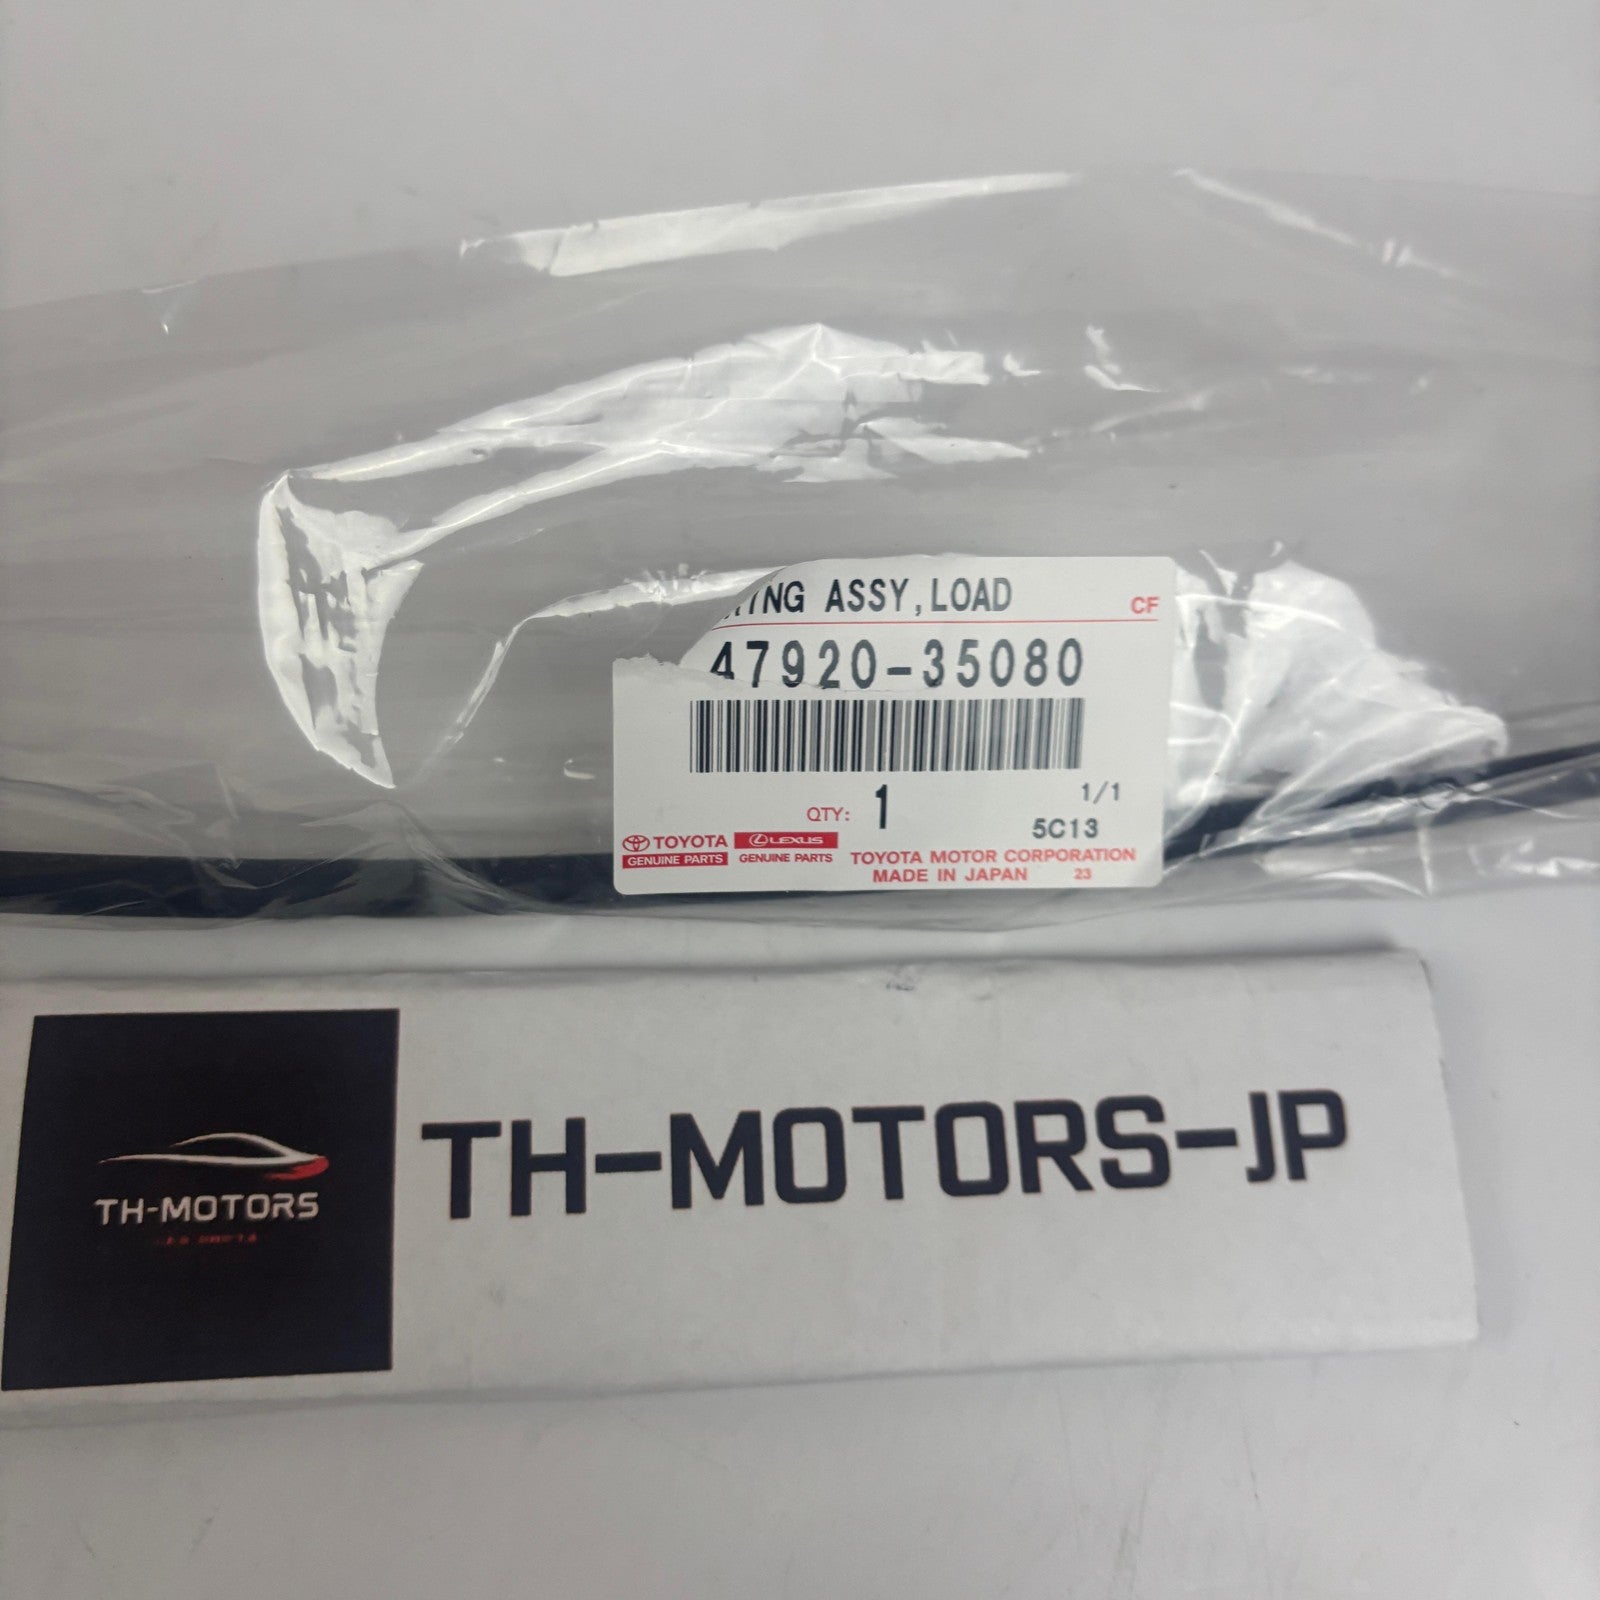 ASSY, LOAD
CF
47920-35080
QTY: 1
1/1
5C13
TOYOTA
GENUINE PARTS
LEXUS
GENUINE PARTS
TOYOTA MOTOR CORPORATION
MADE IN JAPAN 23
TH-MOTORS
TH-MOTORS-JP